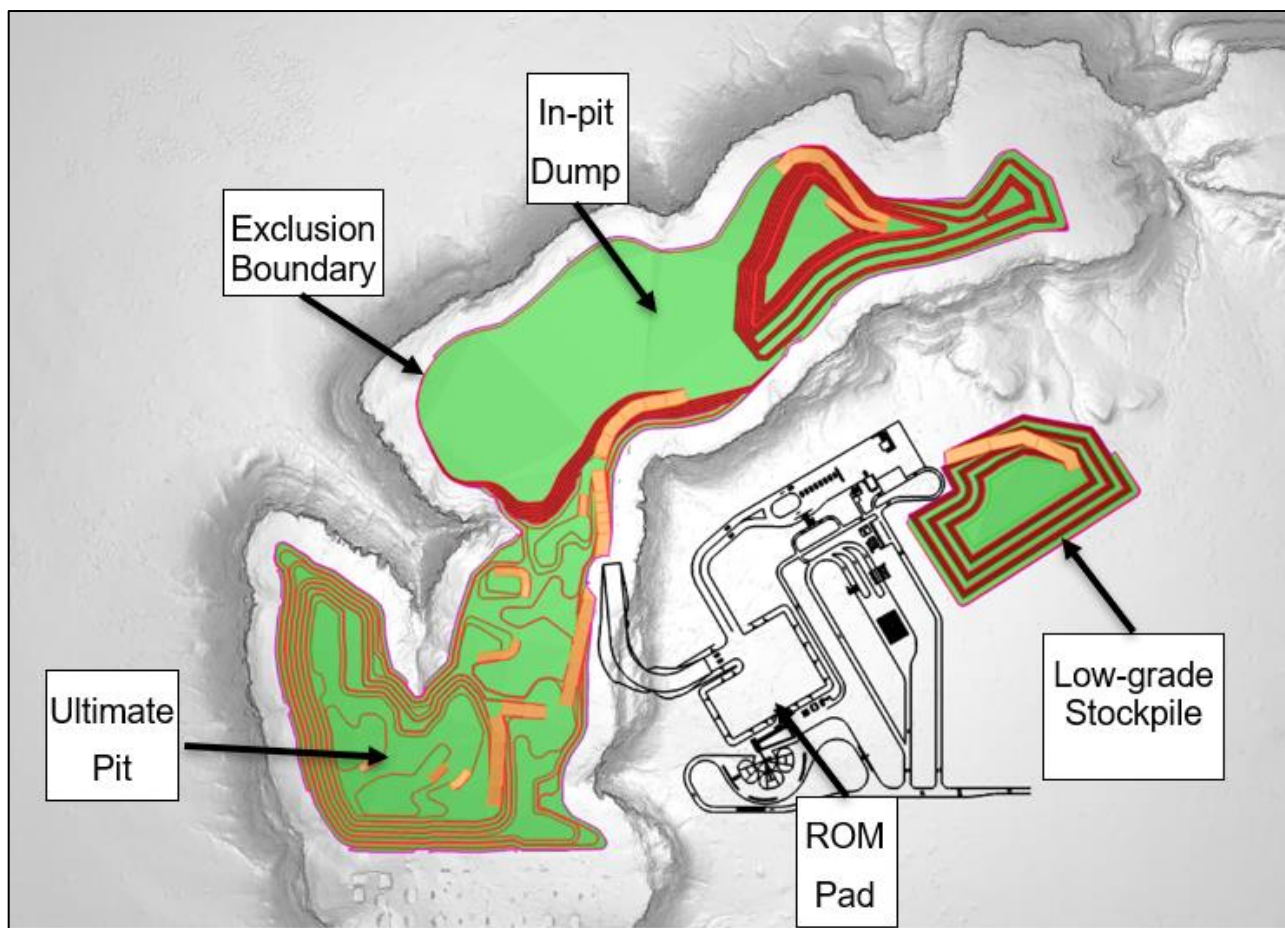 In-pit
Dump
Exclusion
Boundary
Ultimate
Pit
Low-grade
Stockpile
ROM
Pad